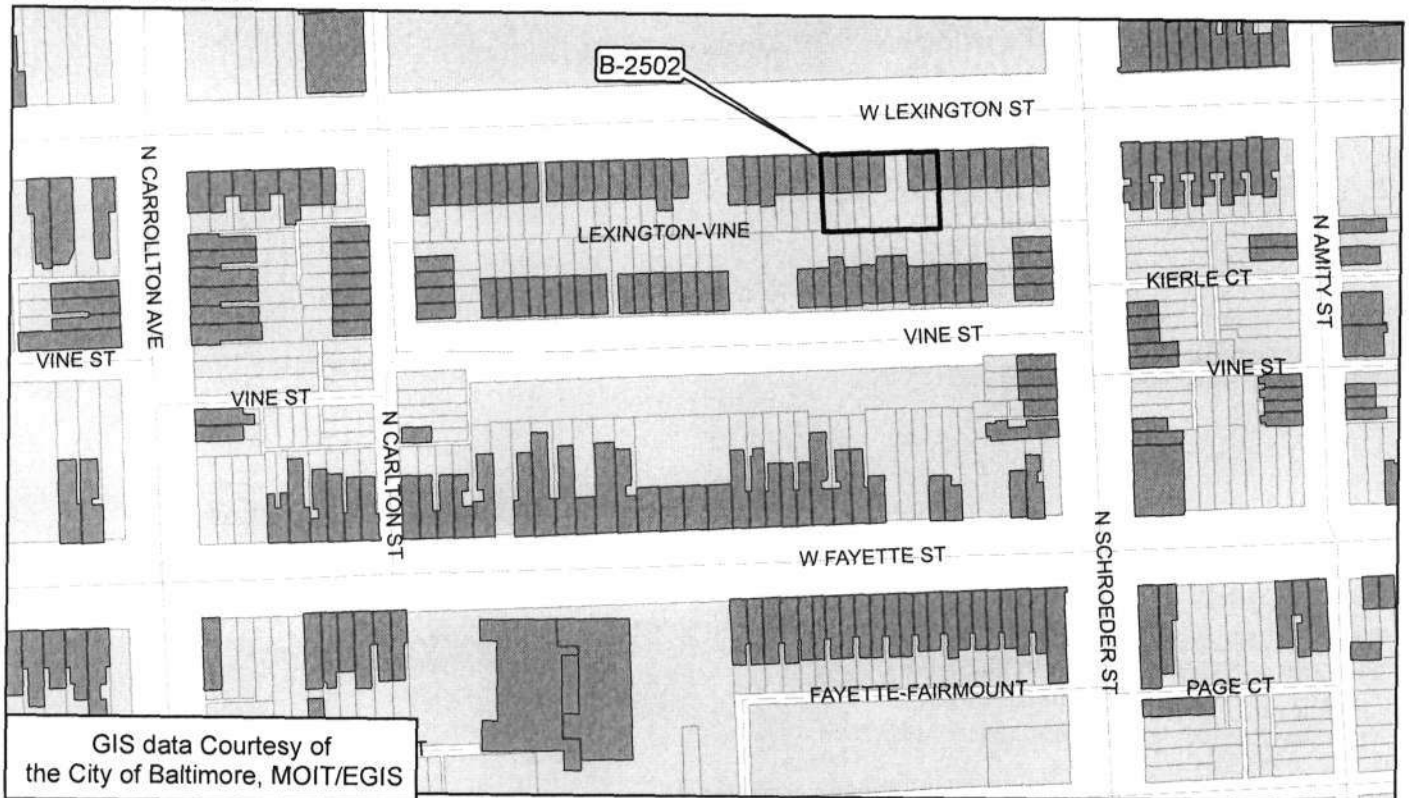 B-2502
W LEXINGTON ST
N CARROLLTON AVE
LEXINGTON-VINE
N AMITY ST
KIERLE CT
VINE ST
VINE ST
VINE ST
VINE ST
N CARLTON ST
W FAYETTE ST
N SCHROEDER ST
FAYETTE-FAIRMOUNT
PAGE CT
T
GIS data Courtesy of
the City of Baltimore, MOIT/EGIS